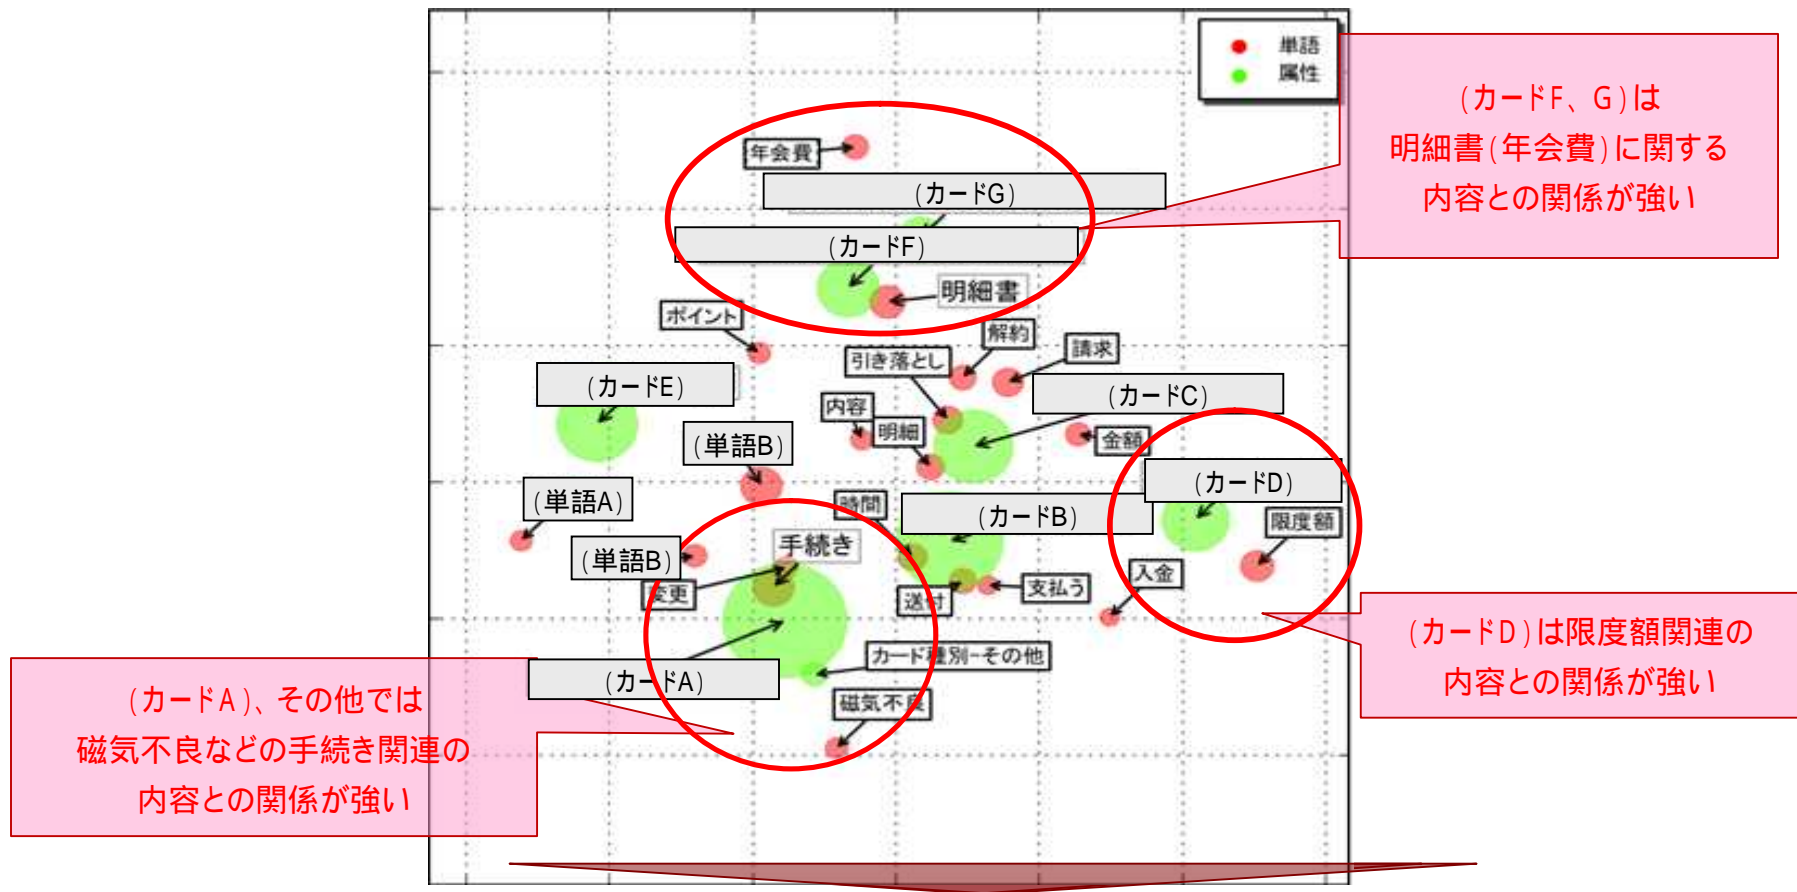 単語
属性
(カードF、G)は
明細書(年会費)に関する
内容との関係が強い
年会費
(カードG)
(カードF)
明細書
ポイント
解約
請求
引き落とし
(カードE)
(カードC)
内容
明細
金額
(単語B)
(カードD)
(単語A)
時間
(カードB)
限度額
手続き
(単語B)
変更
送付
支払う
入金
カード種別-その他
(カードA)
磁気不良
(カードD)は限度額関連の
内容との関係が強い
(カードA)、その他では
磁気不良などの手続き関連の
内容との関係が強い